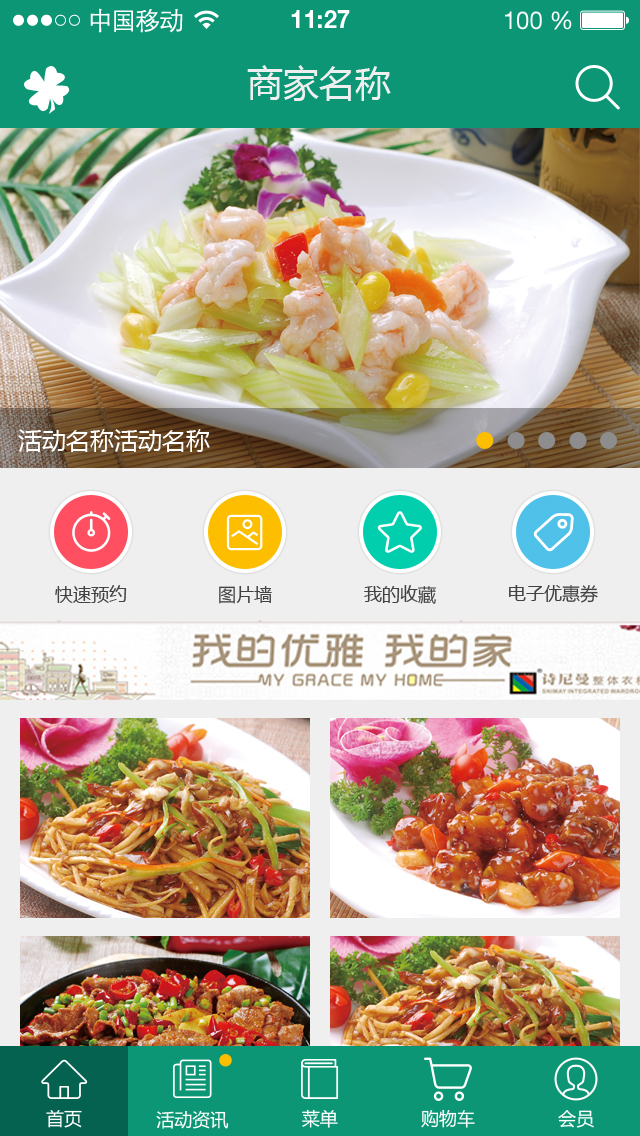 中国移动
11:27
100 %
商家名称
活动名称活动名称
快速预约
图片墙
我的收藏
电子优惠券
我的优雅 我的家
MY GRACE MY HOME
诗尼曼整体衣
SNIMAY INTEGRATED
首页
活动资讯
菜单
购物车
会员